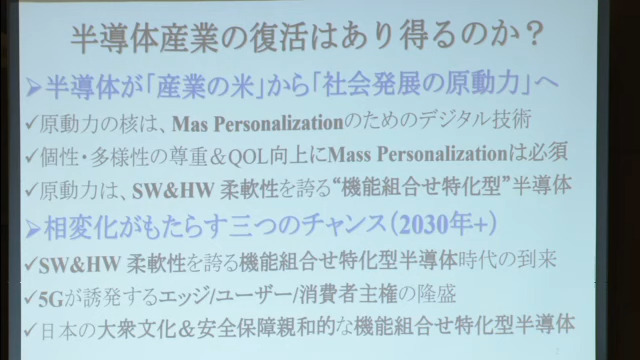 半導体産業の復活はあり得るのか？
➢半導体が「産業の米」から「社会発展の原動力」へ
✓原動力の核は、Mas Personalizationのためのデジタル技術
✓個性・多様性の尊重&QOL向上にMass Personalizationは必須
✓原動力は、SW&HW 柔軟性を誇る“機能組合せ特化型”半導体
➢相変化がもたらす三つのチャンス(2030年+)
✓SW&HW 柔軟性を誇る機能組合せ特化型半導体時代の到来
✓5Gが誘発するエッジ/ユーザー/消費者主権の隆盛
✓日本の大衆文化&安全保障親和的な機能組合せ特化型半導体